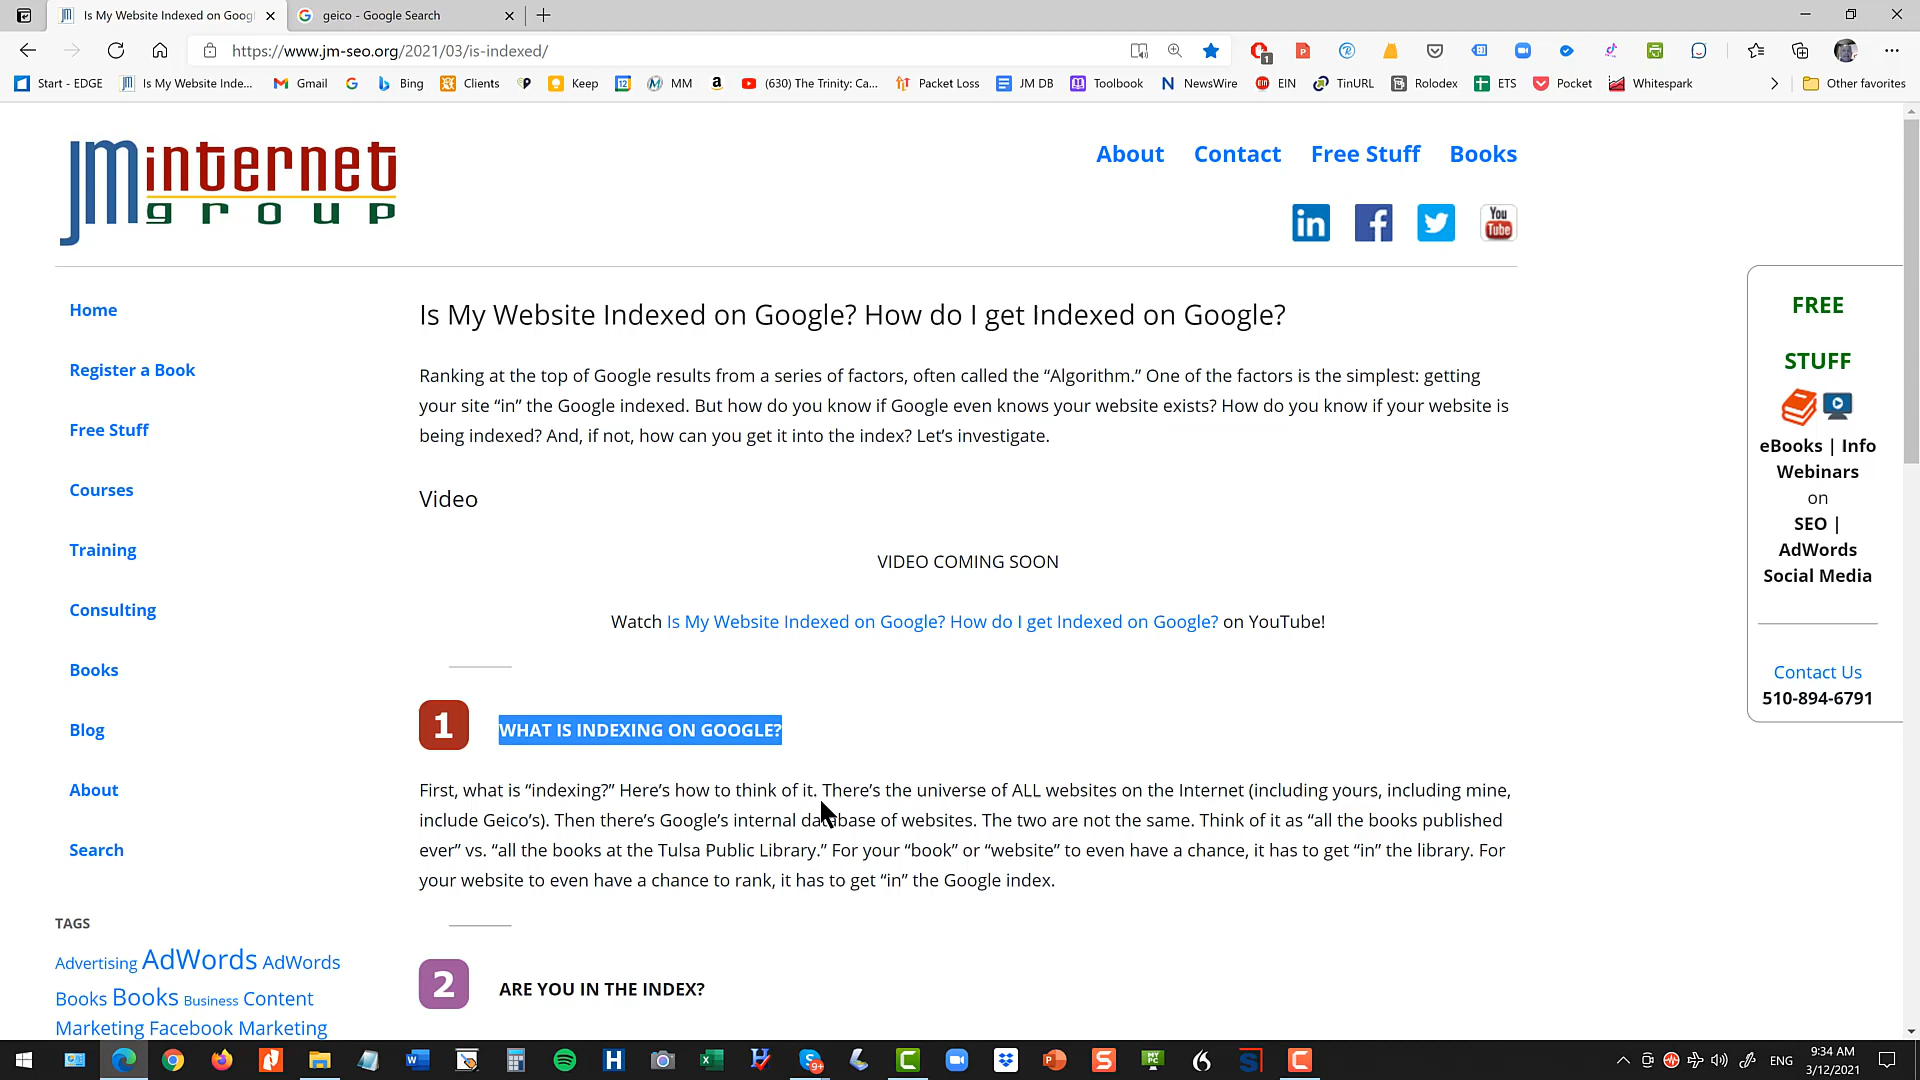 Is My Website Indexed on Goog
geico - Google Search
https://www.jm-seo.org/2021/03/is-indexed/
1
Start - EDGE
Is My Website Inde...
Gmail
Bing
Clients
Keep
12
MM
(630) The Trinity: Ca...
Packet Loss
JM DB
Toolbook
NewsWire
EIN
TinURL
Rolodex
ETS
Pocket
Whitespark
Other favorites
JM internet
group
About Contact Free Stuff Books
in
You
Tube
Home
Register a Book
Free Stuff
Courses
Training
Consulting
Books
Blog
About
Search
TAGS
Advertising AdWords AdWords
Books Books Business Content
Marketing Facebook Marketing
Is My Website Indexed on Google? How do I get Indexed on Google?
Ranking at the top of Google results from a series of factors, often called the “Algorithm.” One of the factors is the simplest: getting
your site “in” the Google indexed. But how do you know if Google even knows your website exists? How do you know if your website is
being indexed? And, if not, how can you get it into the index? Let’s investigate.
Video
VIDEO COMING SOON
Watch Is My Website Indexed on Google? How do I get Indexed on Google? on YouTube!
1 WHAT IS INDEXING ON GOOGLE?
First, what is “indexing?” Here’s how to think of it. There’s the universe of ALL websites on the Internet (including yours, including mine,
include Geico’s). Then there’s Google’s internal database of websites. The two are not the same. Think of it as “all the books published
ever” vs. “all the books at the Tulsa Public Library.” For your “book” or “website” to even have a chance, it has to get “in” the library. For
your website to even have a chance to rank, it has to get “in” the Google index.
2 ARE YOU IN THE INDEX?
FREE
STUFF
eBooks | Info
Webinars
on
SEO |
AdWords
Social Media
Contact Us
510-894-6791
9+
ENG
9:34 AM
3/12/2021